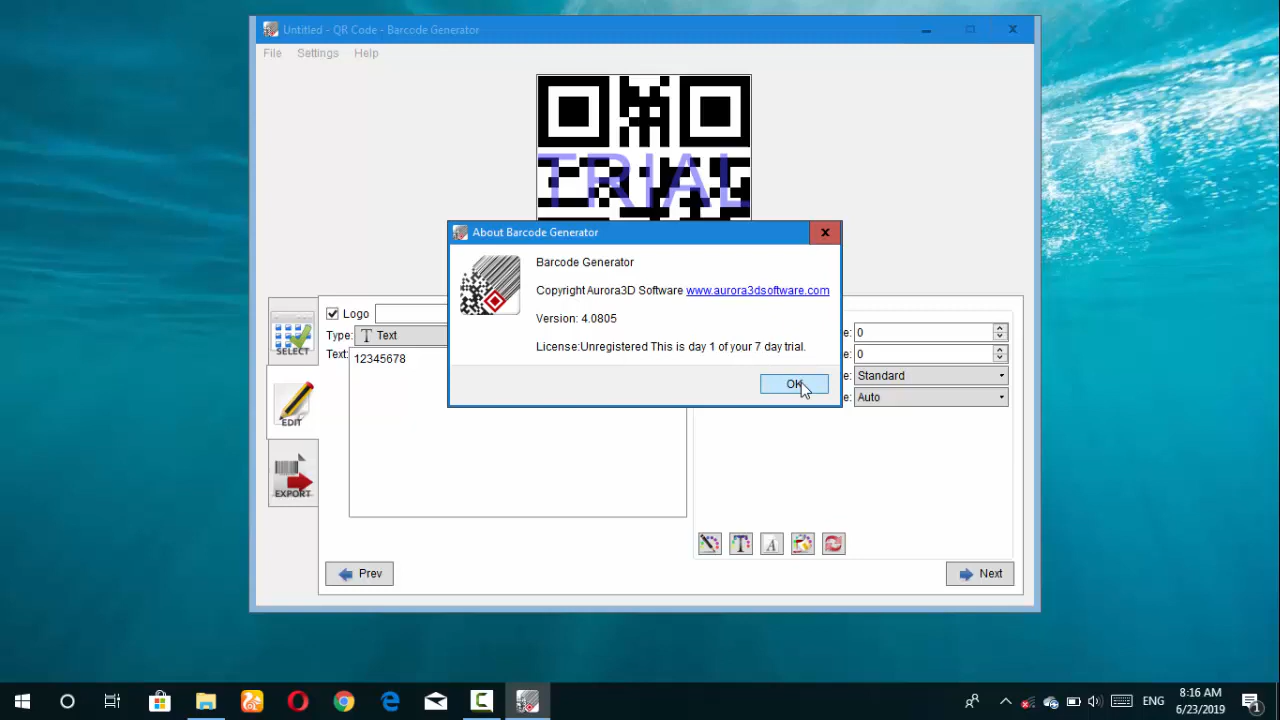 Untitled - QR Code - Barcode Generator
File Settings Help
TRIAL
About Barcode Generator
Barcode Generator
Copyright Aurora3D Software www.aurora3dsoftware.com
Version: 4.0805
License:Unregistered This is day 1 of your 7 day trial.
OK
SELECT
EDIT
EXPORT
Logo
Type: T Text
Text: 12345678
e: 0
e: 0
e: Standard
e: Auto
Prev
Next
ENG
8:16 AM
6/23/2019
1